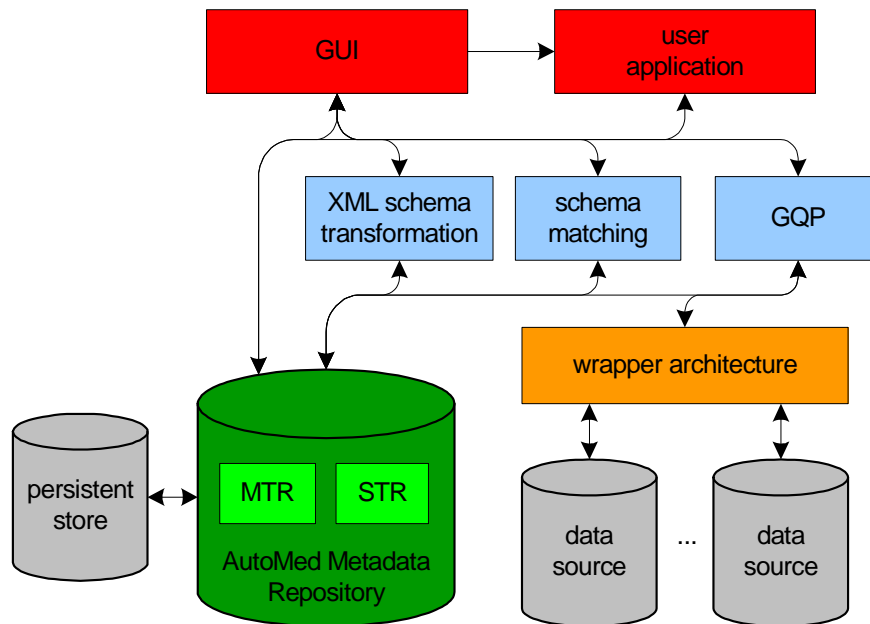 GUI
user
application
XML schema
transformation
schema
matching
GQP
wrapper architecture
persistent
store
MTR
STR
AutoMed Metadata
Repository
data
source
...
data
source